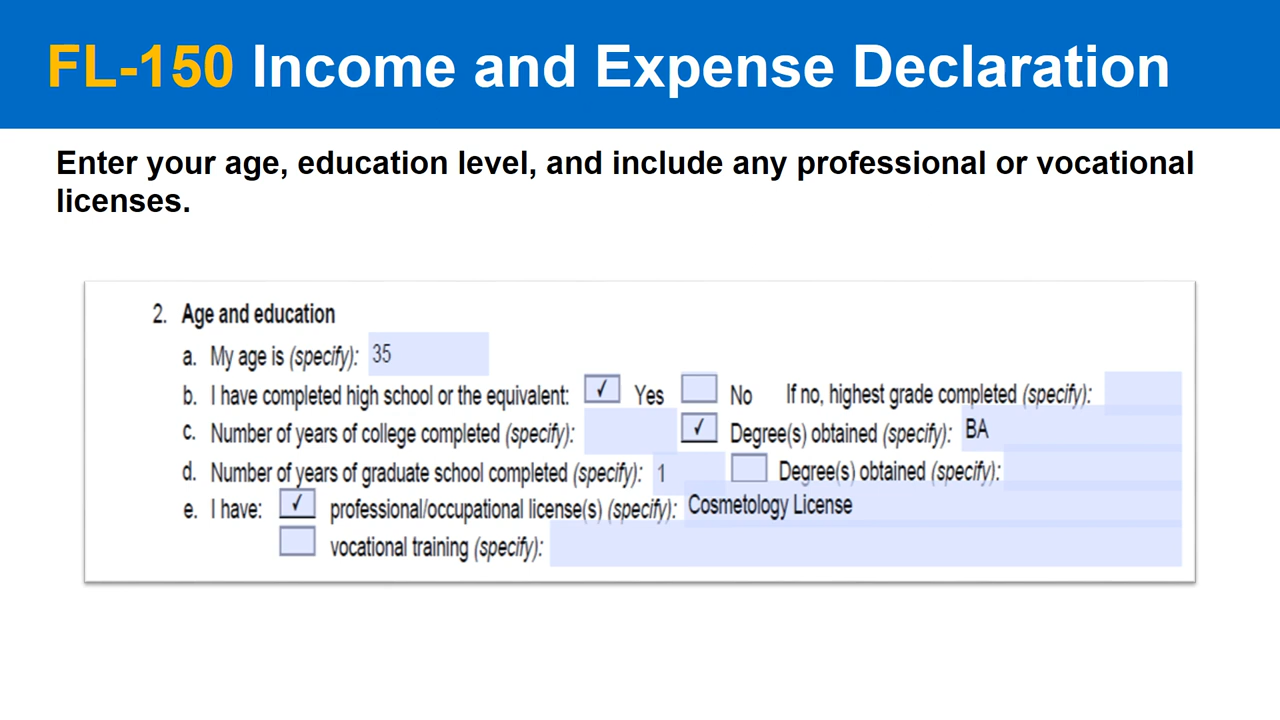 FL-150 Income and Expense Declaration
Enter your age, education level, and include any professional or vocational
licenses.
2. Age and education
a. My age is (specify): 35
b. I have completed high school or the equivalent: ✓ Yes No If no, highest grade completed (specify):
c. Number of years of college completed (specify): ✓ Degree(s) obtained (specify): BA
d. Number of years of graduate school completed (specify): 1 Degree(s) obtained (specify):
e. I have: ✓ professional/occupational license(s) (specify): Cosmetology License
vocational training (specify):